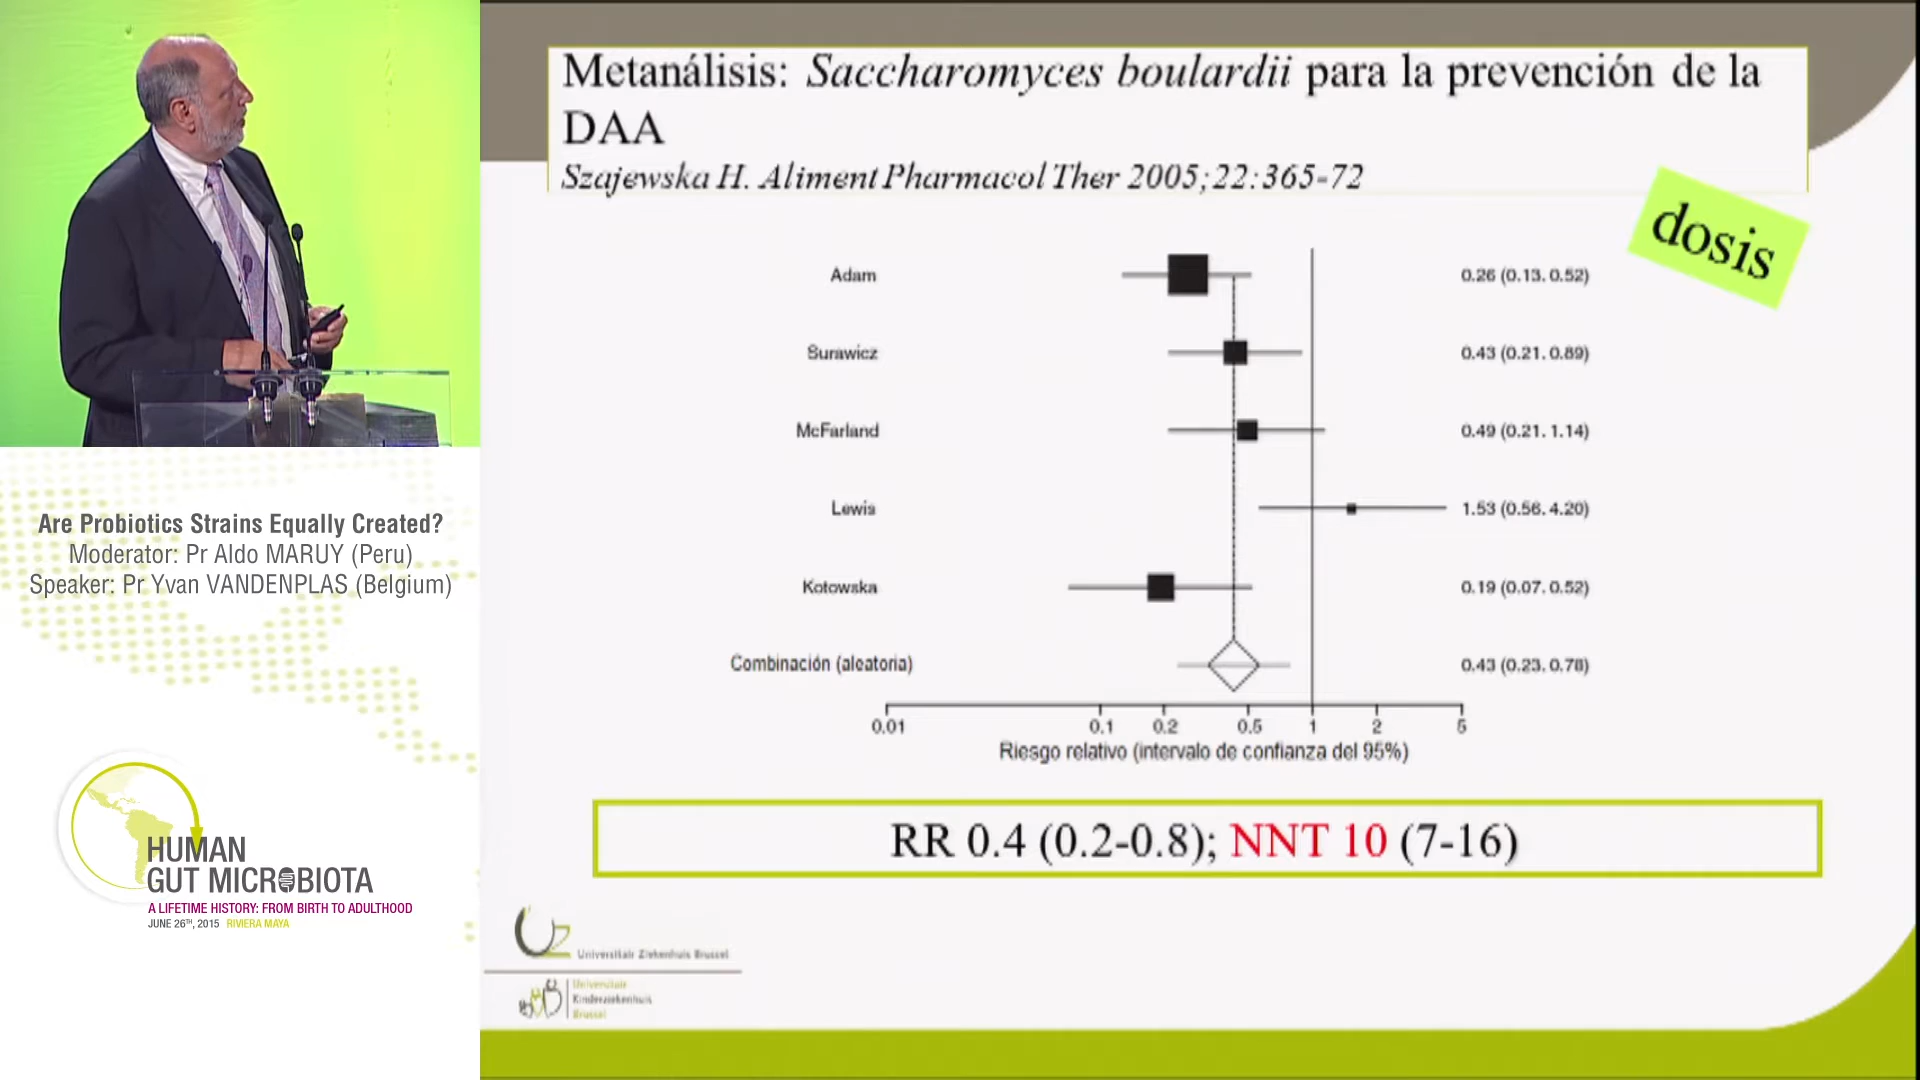 Metanálisis: Saccharomyces boulardii para la prevención de la
DAA
Szajewska H. Aliment Pharmacol Ther 2005;22:365-72
dosis
Adam 0.26 (0.13. 0.52)
Surawicz 0.43 (0.21. 0.89)
McFarland 0.49 (0.21. 1.14)
Lewis 1.53 (0.56. 4.20)
Kotowska 0.19 (0.07. 0.52)
Combinación (aleatoria) 0.43 (0.23. 0.78)
0.01 0.1 0.2 0.5 1 2 5
Riesgo relativo (intervalo de confianza del 95%)
RR 0.4 (0.2-0.8); NNT 10 (7-16)
UZ
Universitair Ziekenhuis Brussel
Universitair
Kinderziekenhuis
Brussel
Are Probiotics Strains Equally Created?
Moderator: Pr Aldo MARUY (Peru)
Speaker: Pr Yvan VANDENPLAS (Belgium)
HUMAN
GUT MICROBIOTA
A LIFETIME HISTORY: FROM BIRTH TO ADULTHOOD
JUNE 26TH, 2015 RIVIERA MAYA